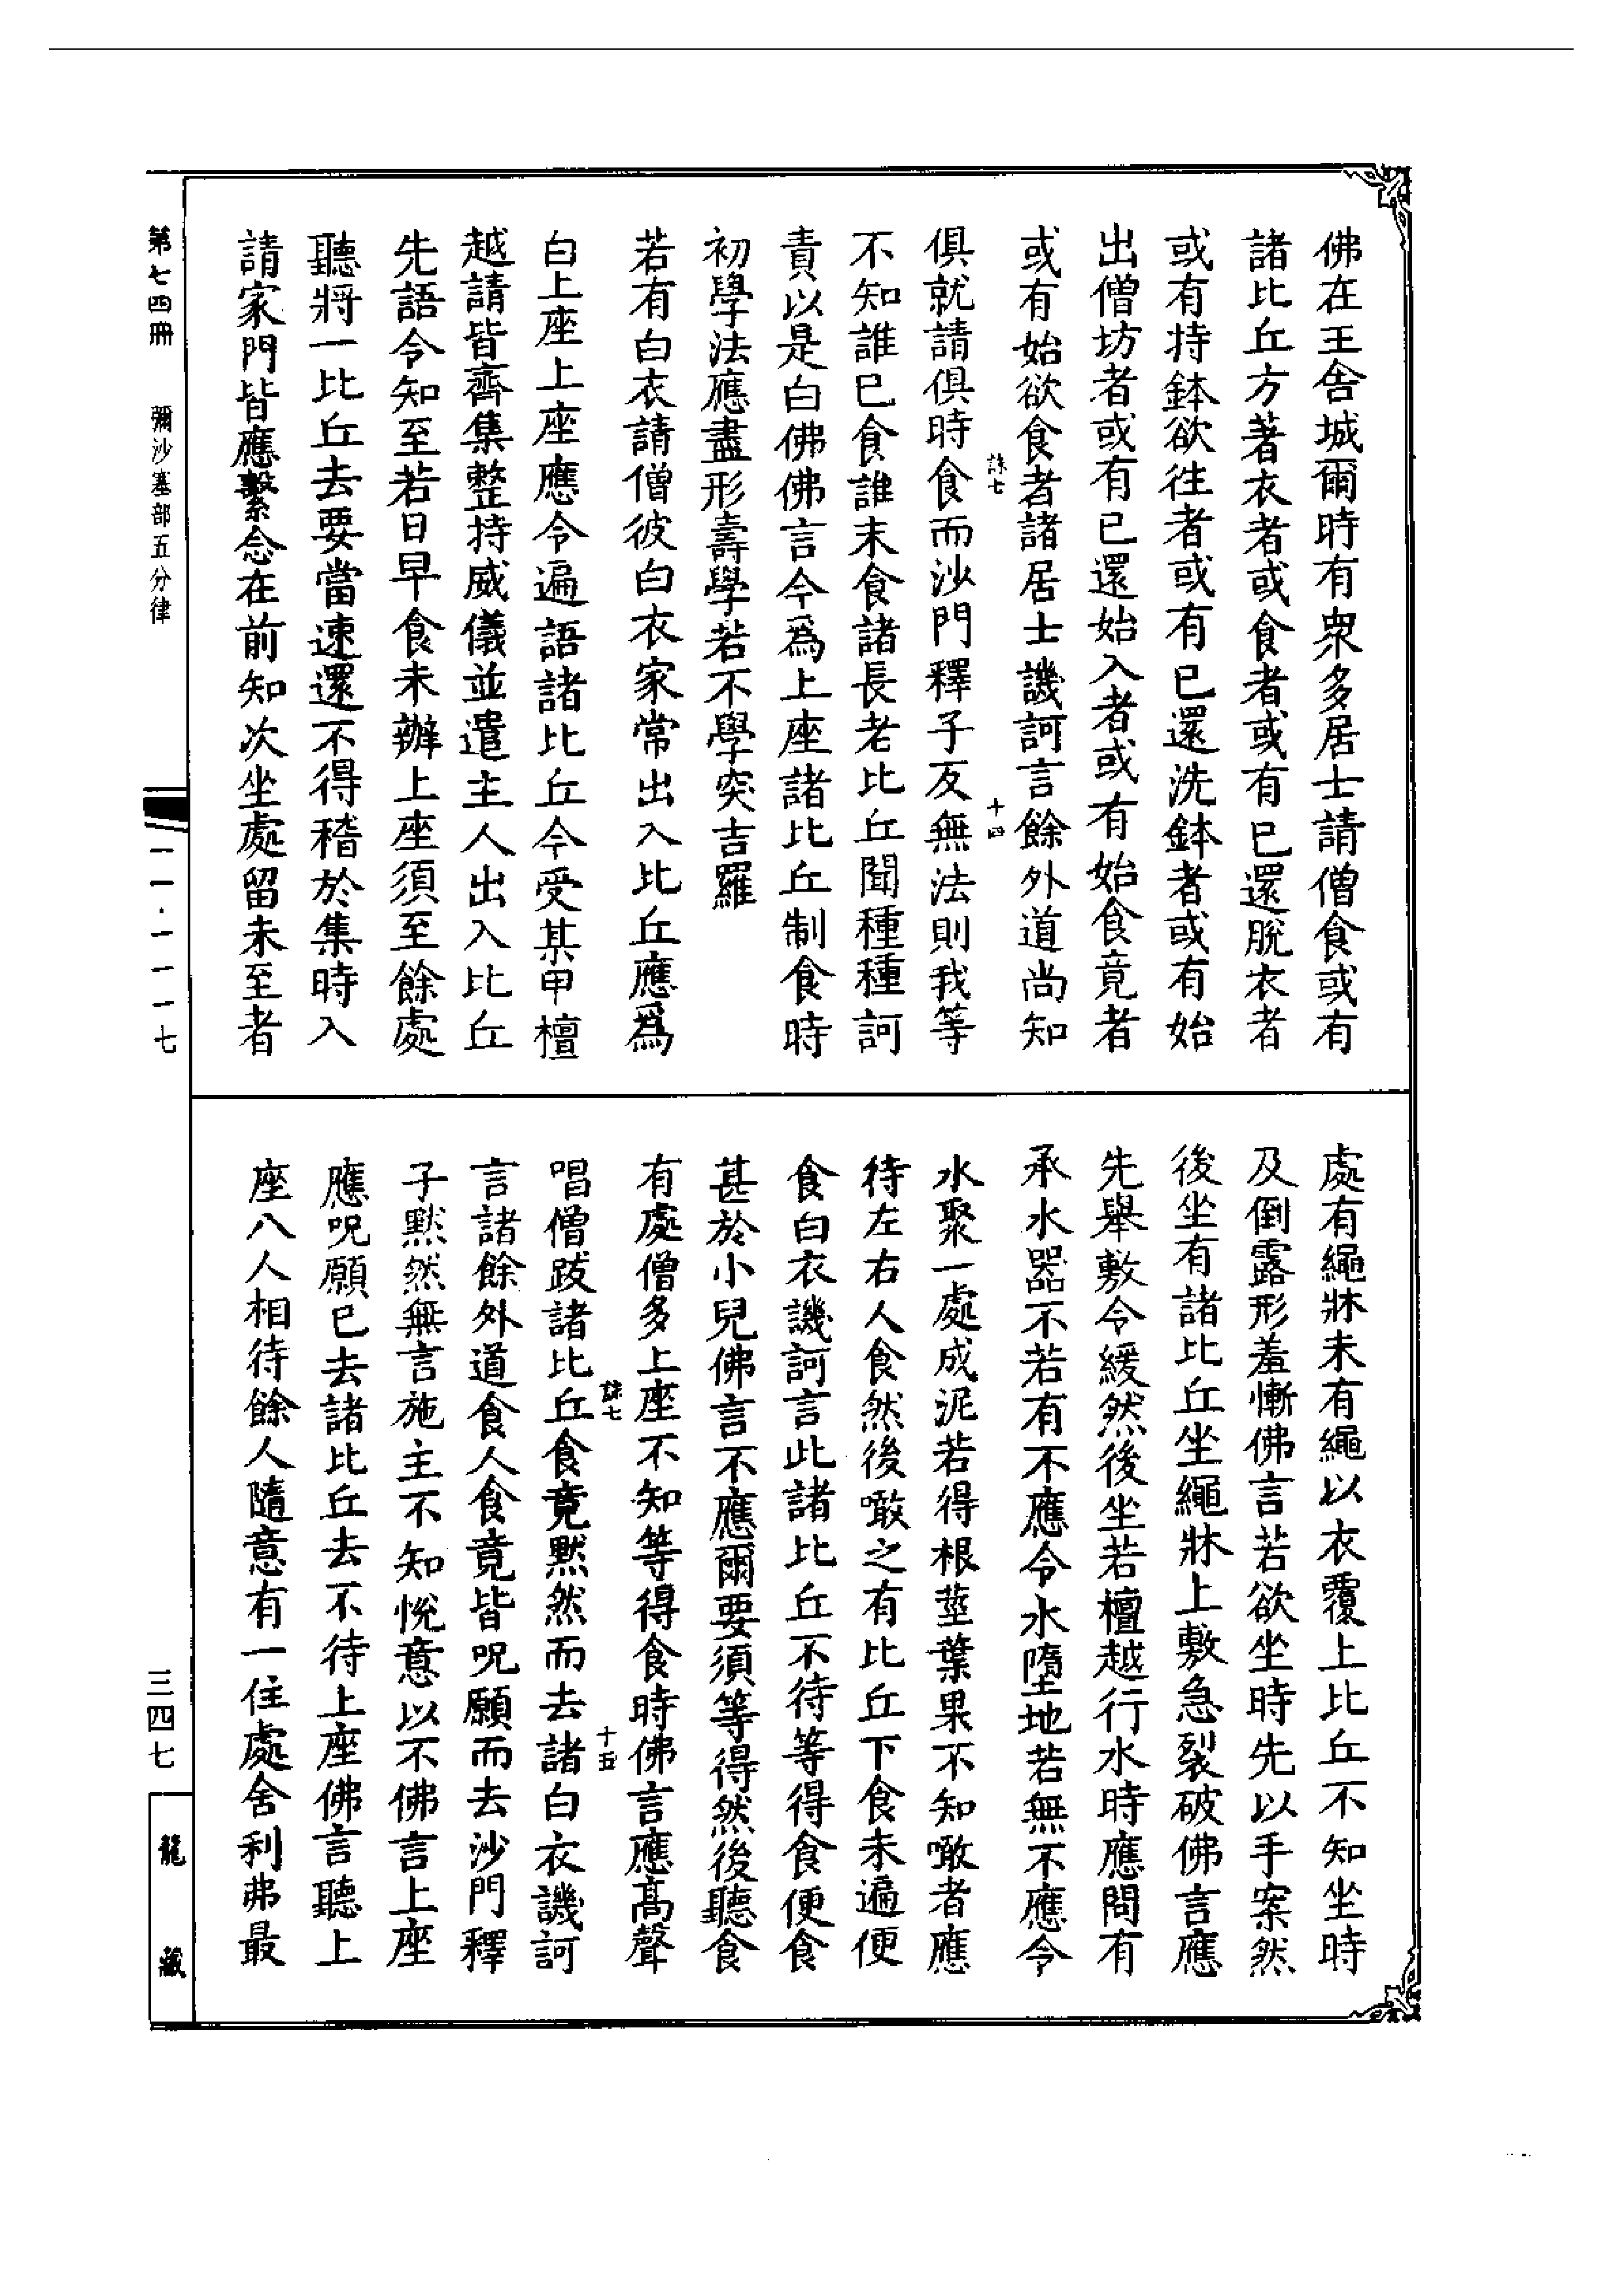 佛在王舍城爾時有衆多居士請僧食或有
諸比丘方著衣者或食者或有已還脫衣者
或有持鉢欲往者或有已還洗鉢者或有始
出僧坊者或有已還始入者或有始食竟者
或有始欲食者諸居士譏訶言餘外道尚知
誅七
十四
俱就請俱時食而沙門釋子反無法則我等
不知誰已食誰未食諸長老比丘聞種種訶
責以是白佛佛言今爲上座諸比丘制食時
初學法應盡形壽學若不學突吉羅
若有白衣請僧彼白衣家常出入比丘應爲
白上座上座應令遍語諸比丘今受某甲檀
越請皆齊集整持威儀並遣主人出入比丘
先語令知至若日早食未辦上座須至餘處
聽將一比丘去要當速還不得稽於集時入
請家門皆應繫念在前知次坐處留未至者
處有繩牀未有繩以衣覆上比丘不知坐時
及倒露形羞慚佛言若欲坐時先以手案然
後坐有諸比丘坐繩牀上敷急裂破佛言應
先舉敷令緩然後坐若檀越行水時應問有
承水器不若有不應令水墮地若無不應令
水聚一處成泥若得根莖葉果不知噉者應
待左右人食然後噉之有比丘下食未遍便
食白衣譏訶言此諸比丘不待等得食便食
甚於小兒佛言不應爾要須等得然後聽食
有處僧多上座不知等得食時佛言應高聲
誅七
十五
唱僧跋諸比丘食竟默然而去諸白衣譏訶
言諸餘外道食人食竟皆呪願而去沙門釋
子默然無言施主不知悅意以不佛言上座
應呪願已去諸比丘去不待上座佛言聽上
座八人相待餘人隨意有一住處舍利弗最
第七四冊
彌沙塞部五分律
一一·一一一七
三四七
龍藏